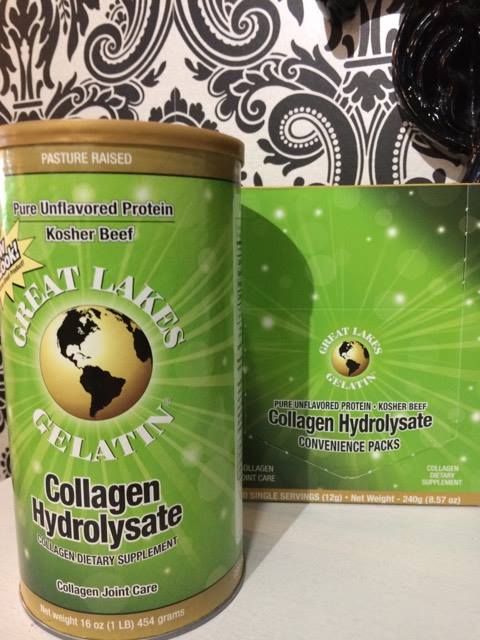 PASTURE RAISED
Pure Unflavored Protein
Kosher Beef
GREAT LAKES
GELATIN
Collagen
Hydrolysate
COLLAGEN DIETARY SUPPLEMENT
Collagen Joint Care
Net weight 16 oz (1 LB) 454 grams
GREAT LAKES
GELATIN
PURE UNFLAVORED PROTEIN • KOSHER BEEF
Collagen Hydrolysate
CONVENIENCE PACKS
COLLAGEN
JOINT CARE
COLLAGEN
DIETARY
SUPPLEMENT
SINGLE SERVINGS (12g) • Net Weight - 240g (8.57 oz)